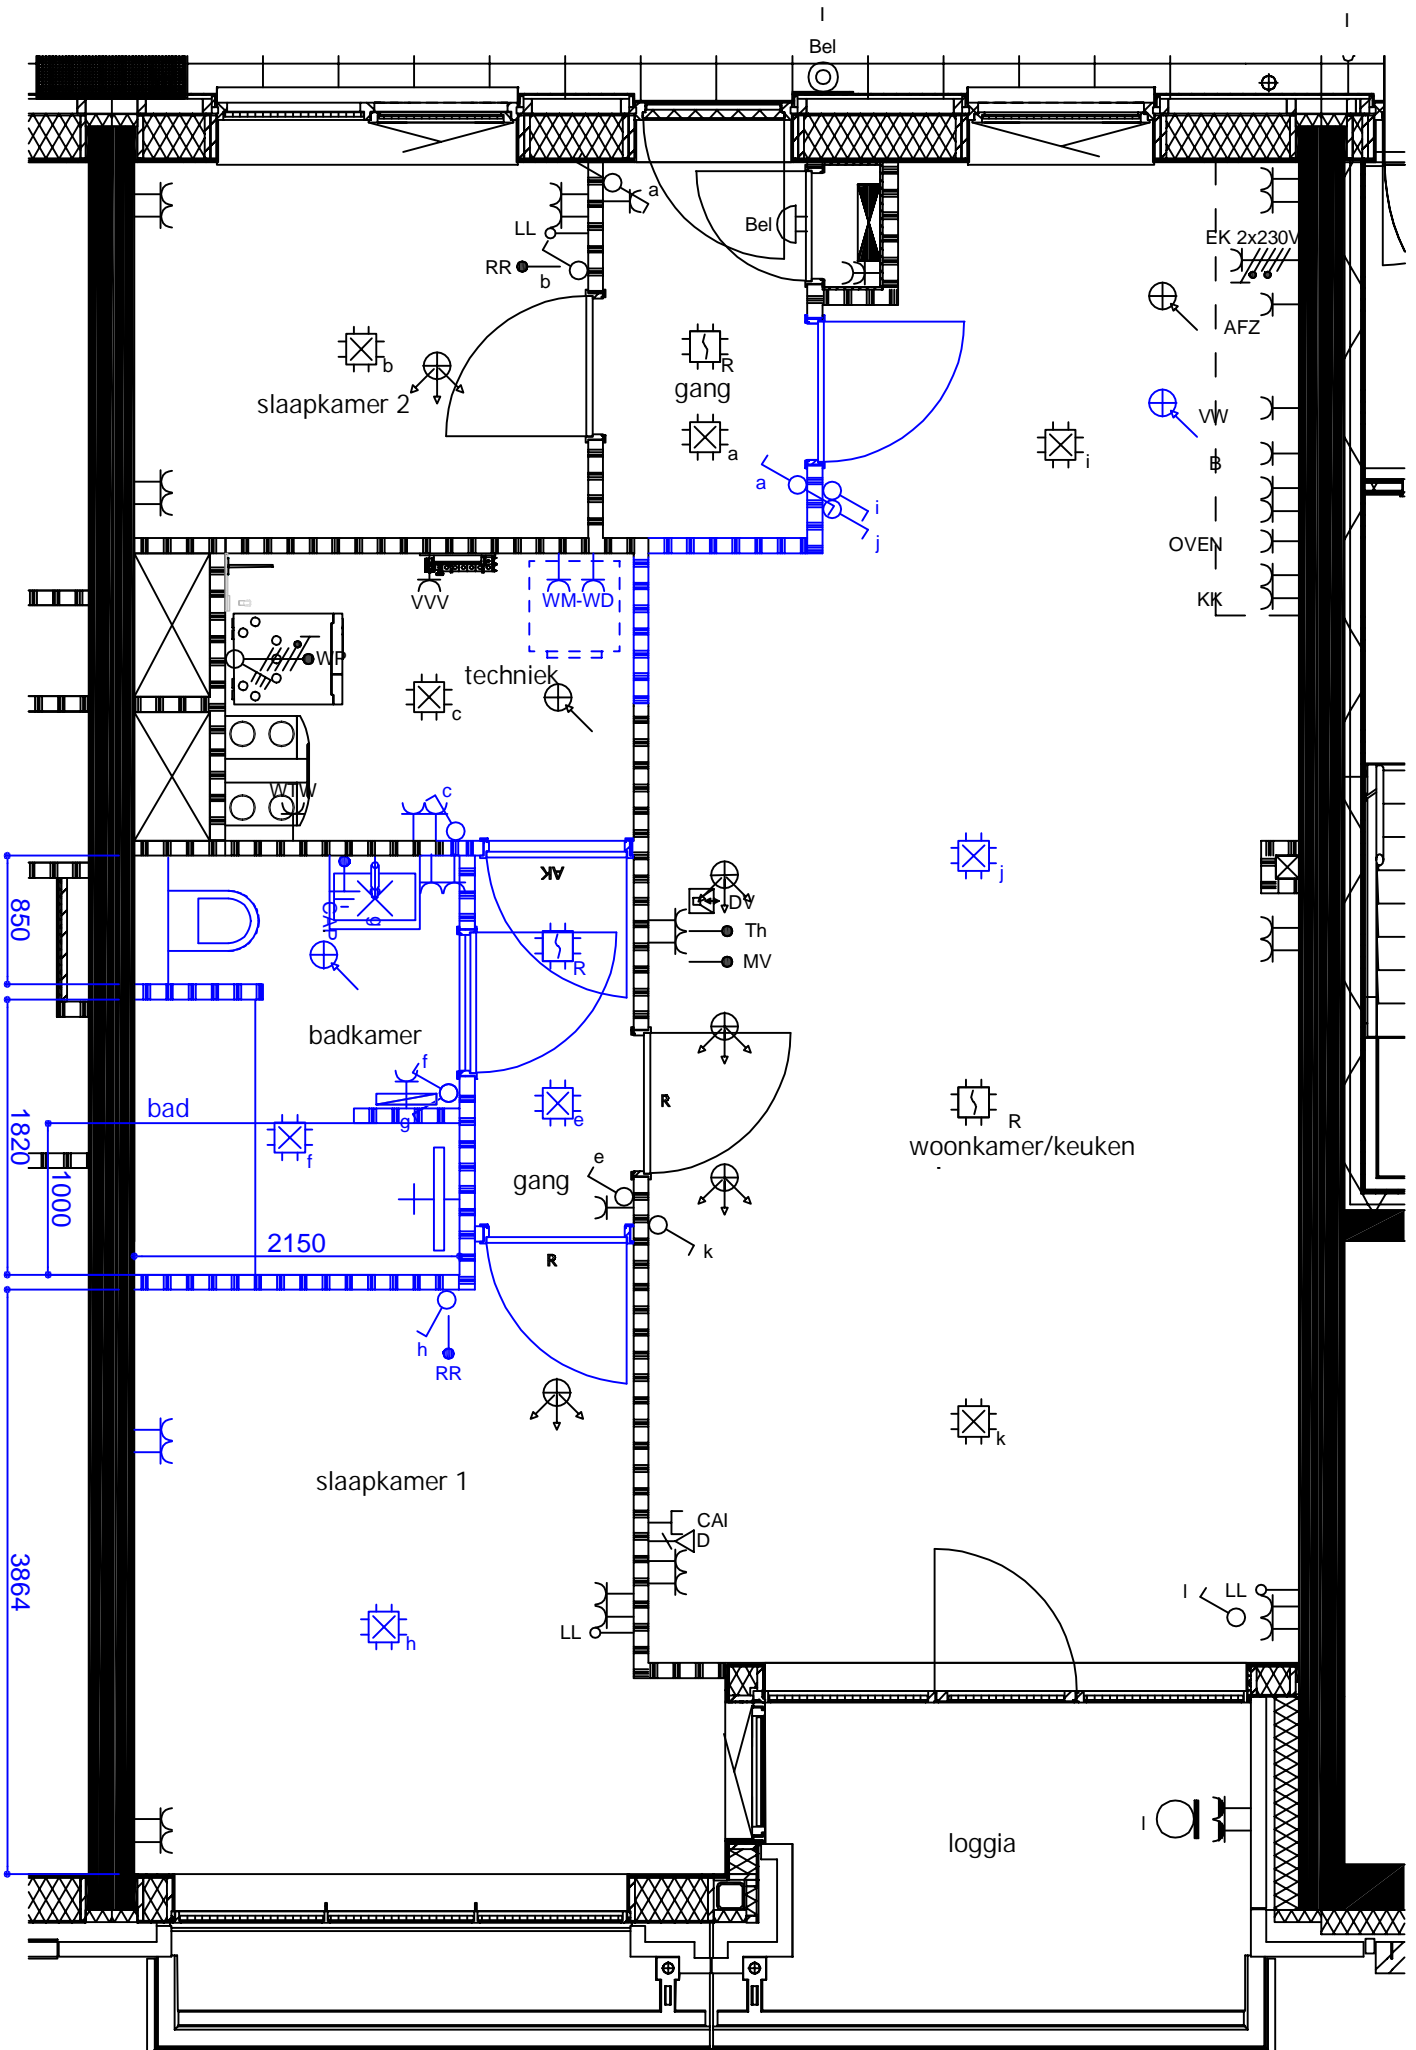 I
I
Bel
a
Bel
LL
RR
b
EK 2x230V
AFZ
b
R
slaapkamer 2
gang
a
i
VW
B
a
i
j
OVEN
KK
VVV
WM-WD
WP
techniek
c
WTW
c
AK
j
850
CAP
g
DV
Th
MV
R
badkamer
f
R
bad
g
e
R
f
woonkamer/keuken
1820
1000
e
gang
k
2150
R
h
RR
k
slaapkamer 1
CAI
D
3864
LL
h
l
LL
l
loggia